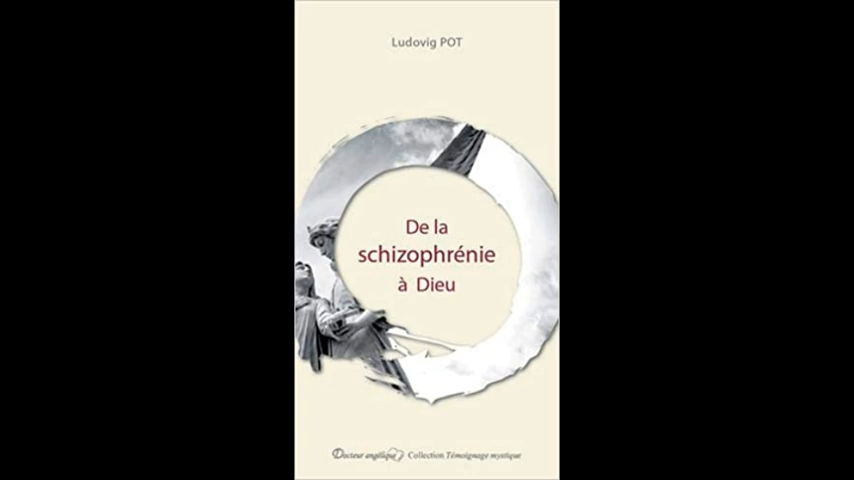 Ludovig POT
De la
schizophrénie
à Dieu
Docteur angélique Collection Témoignage mystique